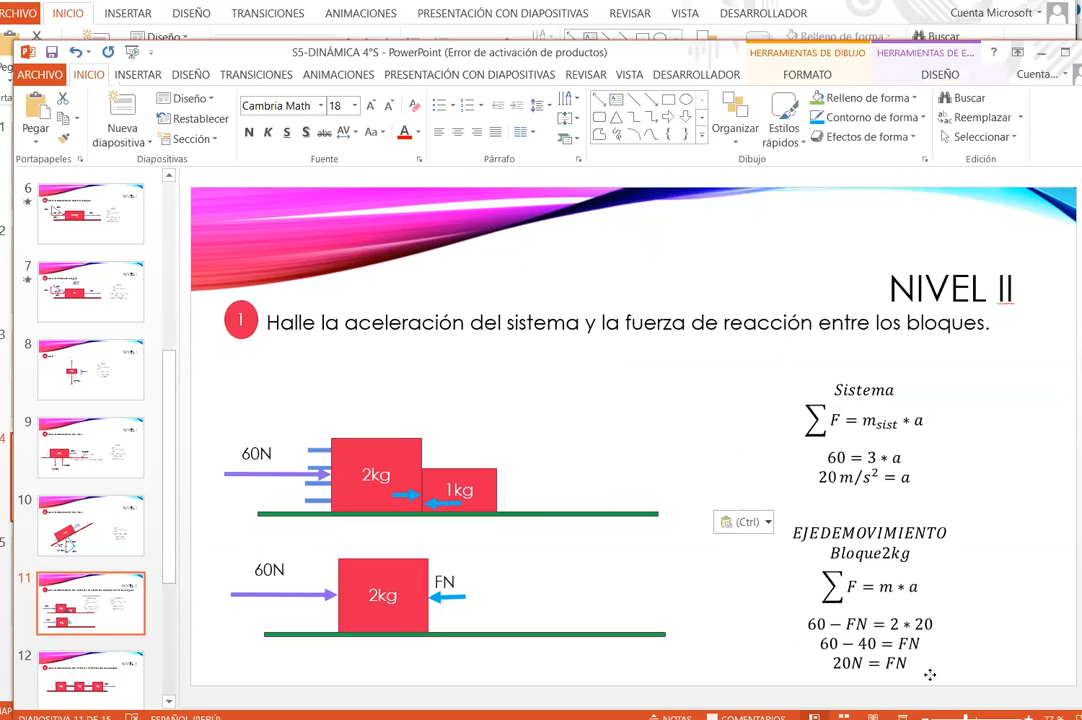 ARCHIVO INICIO INSERTAR DISEÑO TRANSICIONES ANIMACIONES PRESENTACIÓN CON DIAPOSITIVAS REVISAR VISTA DESARROLLADOR Cuenta Microsoft
Diseño Relleno de forma Buscar
S5-DINÁMICA 4°S - PowerPoint (Error de activación de productos)
HERRAMIENTAS DE DIBUJO HERRAMIENTAS DE E... ?
ARCHIVO INICIO INSERTAR DISEÑO TRANSICIONES ANIMACIONES PRESENTACIÓN CON DIAPOSITIVAS REVISAR VISTA DESARROLLADOR FORMATO DISEÑO Cuenta...
Pegar
Portapapeles
Nueva diapositiva
Diseño
Restablecer
Sección
Diapositivas
Cambria Math 18
N K S S abc AV Aa A
Fuente
Párrafo
Organizar
Estilos rápidos
Relleno de forma
Contorno de forma
Efectos de forma
Dibujo
Buscar
Reemplazar
Seleccionar
Edición
6
7
8
9
10
11
12
NIVEL II
1 Halle la aceleración del sistema y la fuerza de reacción entre los bloques.
60N
2kg
1kg
60N
2kg
FN
(Ctrl)
Sistema
∑ F = m_sist * a
60 = 3 * a
20 m/s² = a
EJEDEMOVIMIENTO
Bloque2kg
∑ F = m * a
60 − FN = 2 * 20
60 − 40 = FN
20N = FN
DIAPOSITIVA 11 DE 15 ESPAÑOL (PERÚ) NOTAS COMENTARIOS 77 %